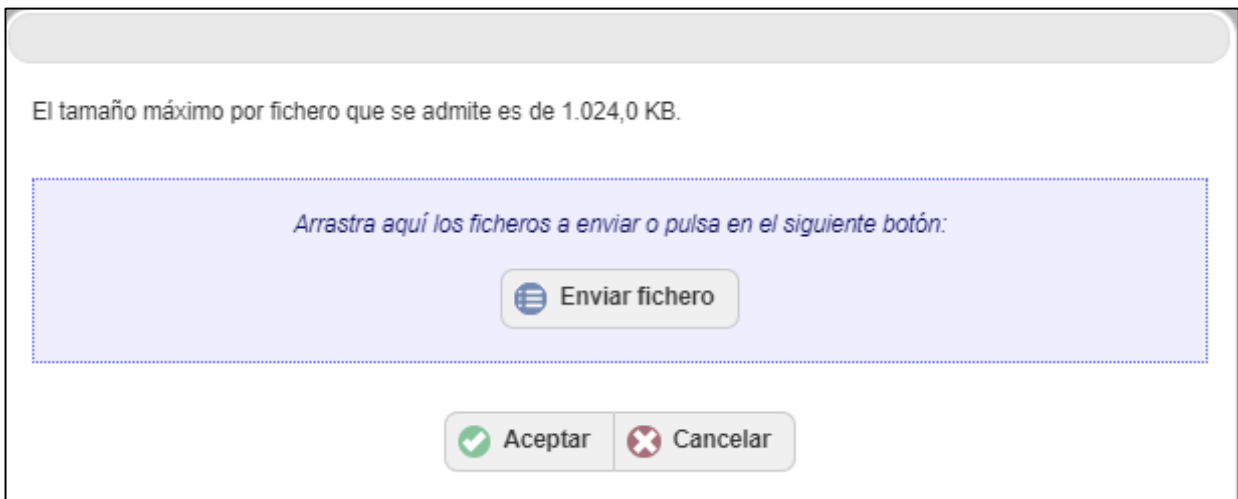 El tamaño máximo por fichero que se admite es de 1.024,0 KB.
Arrastra aquí los ficheros a enviar o pulsa en el siguiente botón:
Enviar fichero
Aceptar Cancelar